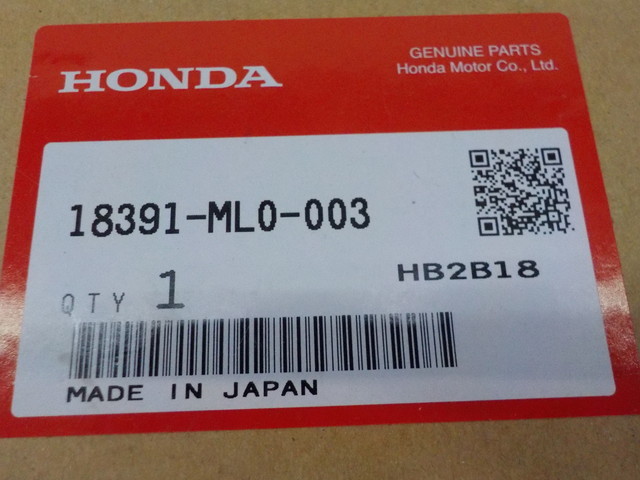 HONDA
GENUINE PARTS
Honda Motor Co., Ltd.
18391-ML0-003
HB2B18
QTY 1
MADE IN JAPAN